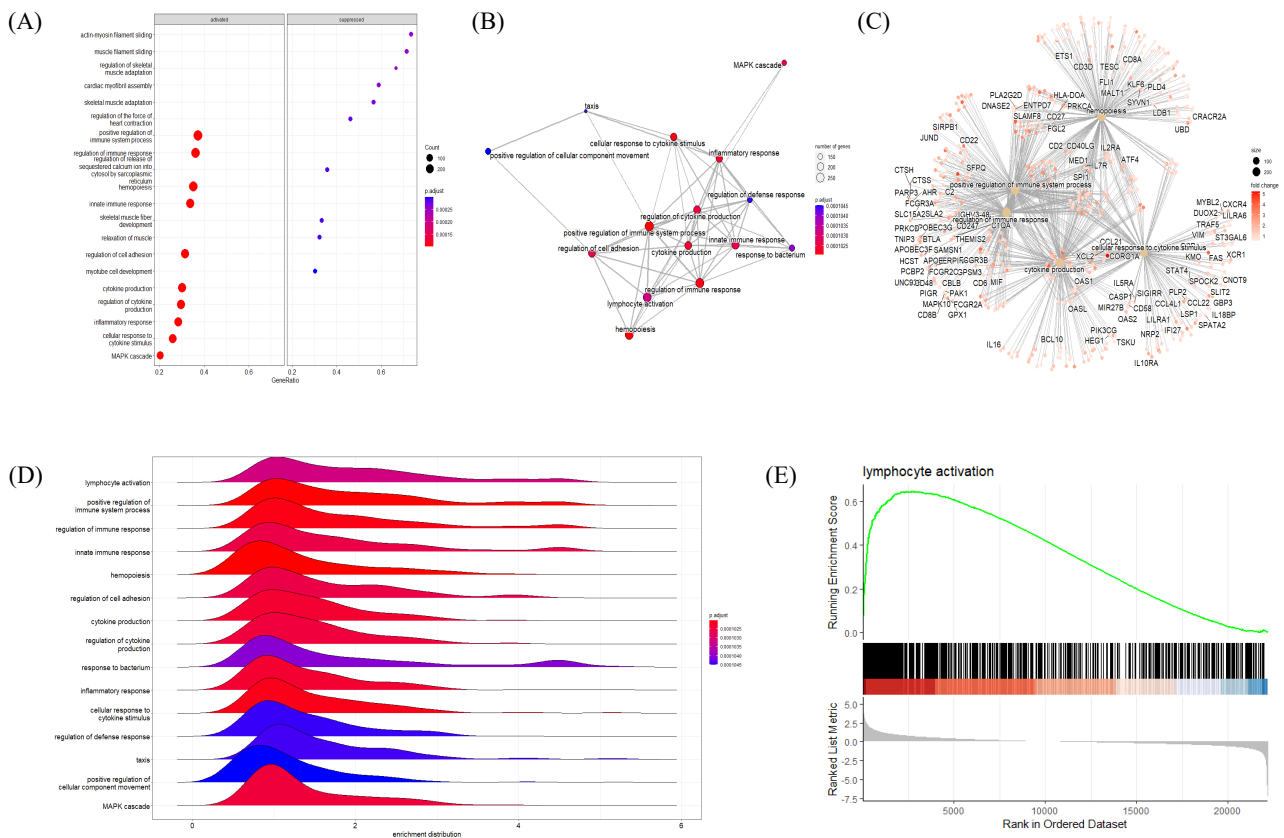 (A)
activated
suppressed
actin-myosin filament sliding
muscle filament sliding
regulation of skeletal
muscle adaptation
cardiac myofibril assembly
skeletal muscle adaptation
regulation of the force of
heart contraction
positive regulation of
immune system process
regulation of immune response
regulation of release of
sequestered calcium ion into
cytosol by sarcoplasmic
reticulum
hemopoiesis
innate immune response
skeletal muscle fiber
development
relaxation of muscle
regulation of cell adhesion
myotube cell development
cytokine production
regulation of cytokine
production
inflammatory response
cellular response to
cytokine stimulus
MAPK cascade
0.2
0.4
0.6
0.2
0.4
0.6
GeneRatio
Count
100
200
p.adjust
0.00025
0.00015
(B)
MAPK cascade
taxis
cellular response to cytokine stimulus
positive regulation of cellular component movement
inflammatory response
regulation of defense response
regulation of cytokine production
positive regulation of immune system process
innate immune response
regulation of cell adhesion
cytokine production
response to bacterium
regulation of immune response
lymphocyte activation
hemopoiesis
number of genes
150
200
250
p.adjust
0.0001045
0.0001040
0.0001035
0.0001030
0.0001025
(C)
ETS1
CD3D
TESC
CD8A
FLI1
KLF6
PLD4
MALT1
PLA2G2D
HLA-DOA
DNASE2
ENTPD7
PRKCA
SYVN1
hemopoiesis
LDB1
SLAMF8
CD27
CRACR2A
UBD
SIRPB1
FGL2
JUND
CD22
CD2
CD40LG
IL2RA
SFPQ
MED1
IL7R
ATF4
CTSH
SPI1
CTSS
positive regulation of immune system process
PARP3
AHR
C2
FCGR3A
MYBL2
CXCR4
SLC15A2
SLA2
IGHV3-48
C1QA
DUOX2
LILRA6
regulation of immune response
TRAF5
PRKCD
APOBEC3G
CD247
VIM
ST3GAL6
TNIP3
BTLA
THEMIS2
CCL21
cellular response to cytokine stimulus
APOBEC3F
SAMSN1
XCL2
CORO1A
KMO
FAS
XCR1
HCST
cytokine production
PCBP2
FCGR2C
GPSM3
STAT4
UNC93
CD48
CBLB
CD6
MIF
OAS1
IL5RA
SPOCK2
CNOT9
PIGR
PAK1
CASP1
SIGIRR
PLP2
SLIT2
MAPK10
FCGR2A
MIR27B
CD58
CCL4L1
CCL22
GBP3
CD8B
GPX1
OASL
OAS2
LILRA1
LSP1
IL18BP
PIK3CG
NRP2
IFI27
SPATA2
IL16
BCL10
HEG1
TSKU
IL10RA
size
100
200
fold change
5
4
3
2
1
(D)
lymphocyte activation
positive regulation of
immune system process
regulation of immune response
innate immune response
hemopoiesis
regulation of cell adhesion
cytokine production
regulation of cytokine
production
response to bacterium
inflammatory response
cellular response to
cytokine stimulus
regulation of defense response
taxis
positive regulation of
cellular component movement
MAPK cascade
0
2
4
6
enrichment distribution
p.adjust
0.0001025
0.0001030
0.0001035
0.0001040
0.0001045
(E)
lymphocyte activation
Running Enrichment Score
0.6
0.4
0.2
0.0
Ranked List Metric
5.0
2.5
0.0
-2.5
-5.0
-7.5
5000
10000
15000
20000
Rank in Ordered Dataset